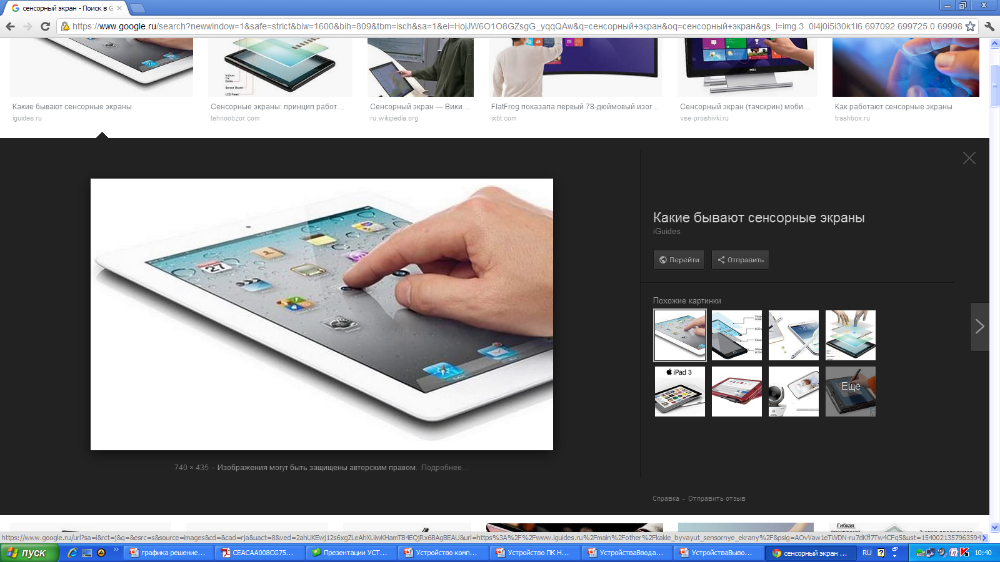 сенсорный экран - Поиск в G
https://www.google.ru/search?newwindow=1&safe=strict&biw=1600&bih=809&tbm=isch&sa=1&ei=HojJW6O1O8GZsgG_yqqQAw&q=сенсорный+экран&oq=сенсорный+экран&gs_l=img.3..0l4j0i5i30k1l6.697092.699725.0.69998
Какие бывают сенсорные экраны
iguides.ru
Сенсорные экраны: принцип работ...
tehnoobzor.com
Сенсорный экран — Вики...
ru.wikipedia.org
FlatFrog показала первый 78-дюймовый изог...
ixbt.com
Сенсорный экран (тачскрин) моби...
vse-proshivki.ru
Как работают сенсорные экраны
trashbox.ru
27
Какие бывают сенсорные экраны
iGuides
Перейти
Отправить
Похожие картинки
iPad 3
Ещё
740 × 435 - Изображения могут быть защищены авторским правом. Подробнее...
Справка - Отправить отзыв
Гибкая
https://www.google.ru/url?sa=i&rct=j&q=&esrc=s&source=images&cd=&cad=rja&uact=8&ved=2ahUKEwj12s6xgZLeAhXLiiwKHamTB4EQjRx6BAgBEAU&url=https%3A%2F%2Fwww.iguides.ru%2Fmain%2Fother%2Fkakie_byvayut_sensornye_ekrany%2F&psig=AOvVaw1eTWDN-ru7dKfl7Tw4CFq5&ust=1540021357963594
пуск
графика решение...
CEACAA008CG75...
Презентации УСТ...
Устройство комп...
Устройство ПК Н...
УстройстваВвода...
УстройстваВыво...
сенсорный экран ...
RU
10:40